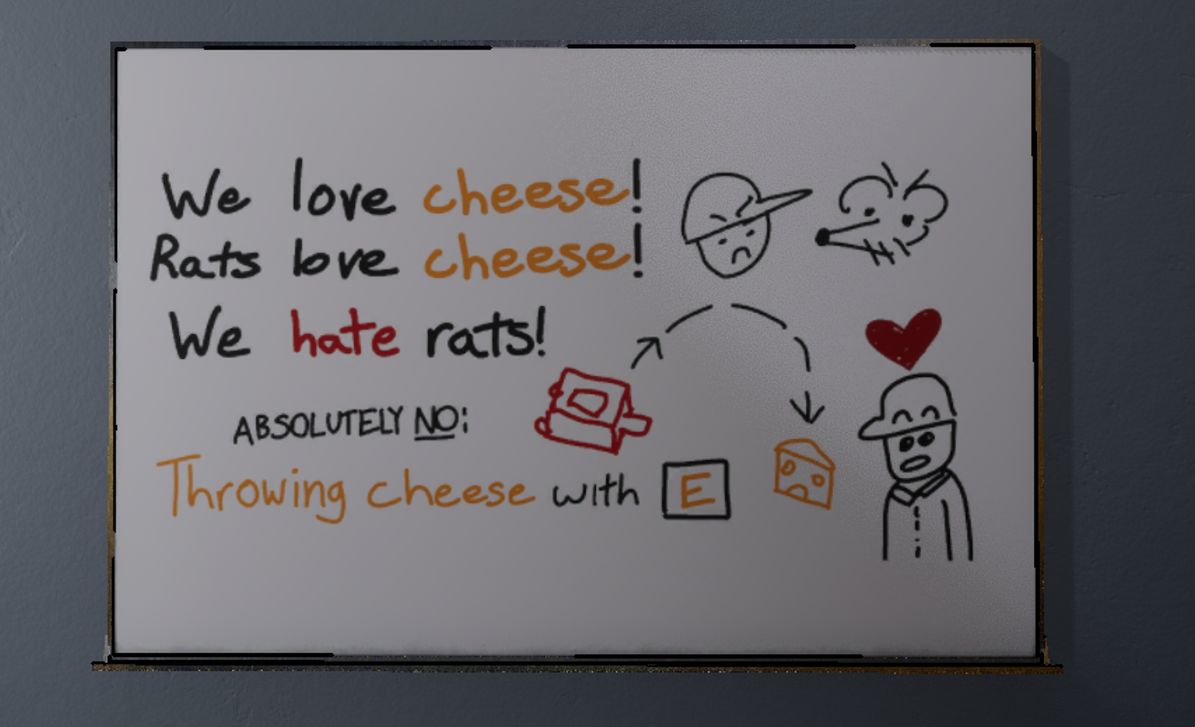 We love cheese!
Rats love cheese!
We hate rats!
ABSOLUTELY NO:
Throwing cheese with E